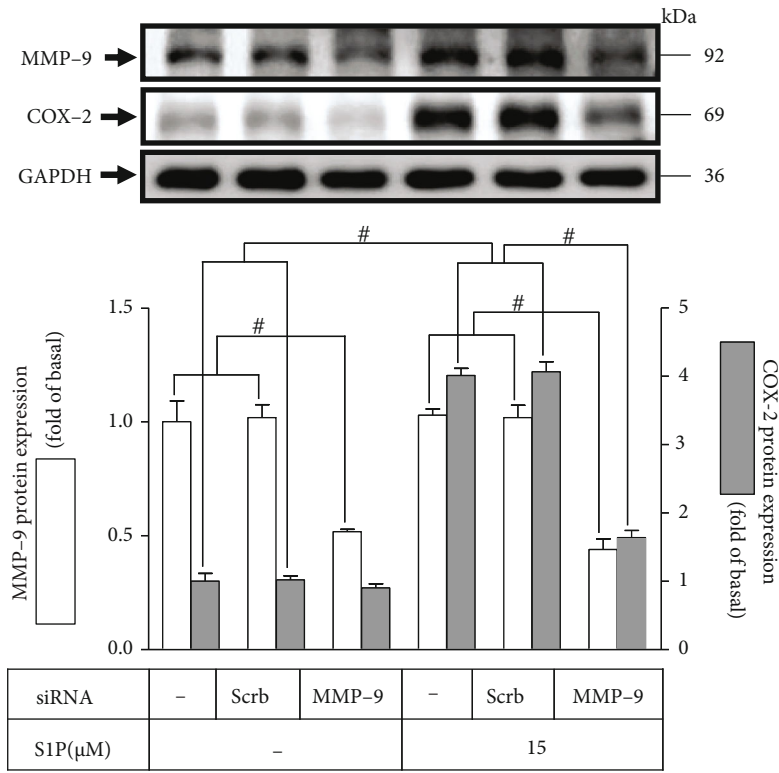 kDa
MMP–9 92
COX–2 69
GAPDH 36
# #
# #
1.5
1.0
0.5
0.0
5
4
3
2
1
0
MMP–9 protein expression
(fold of basal)
COX-2 protein expression
(fold of basal)
siRNA – Scrb MMP–9 – Scrb MMP–9
S1P(μM) – 15